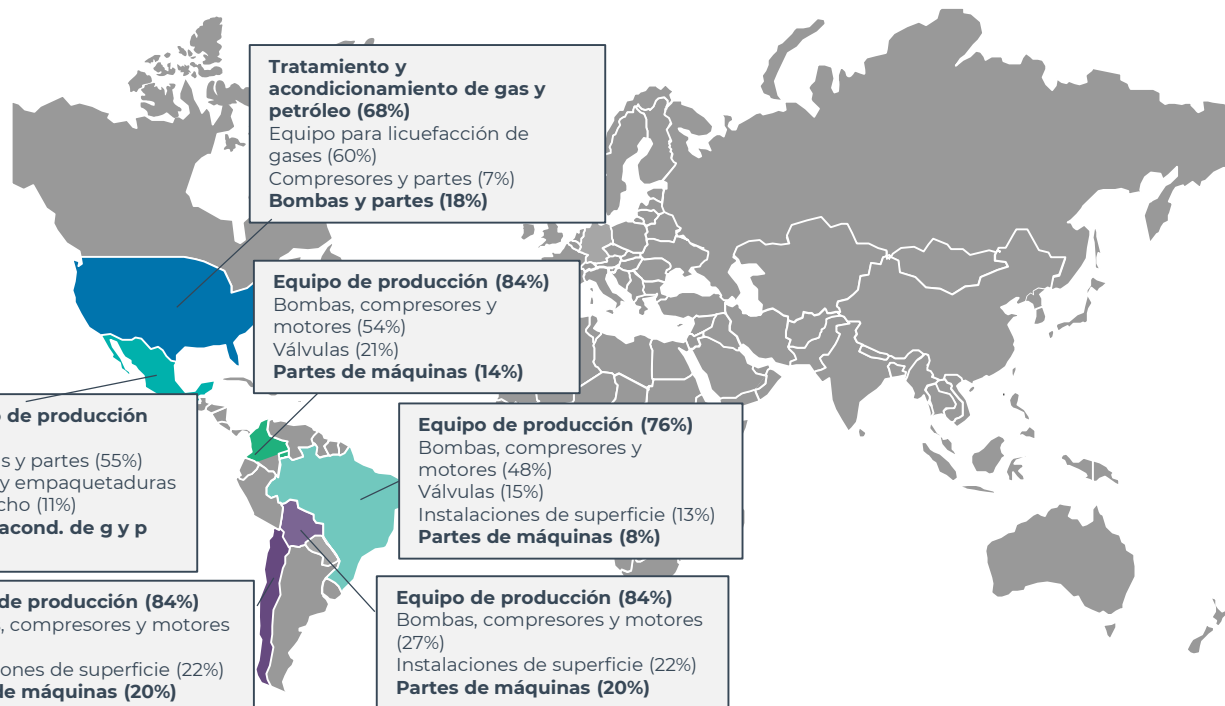 Tratamiento y
acondicionamiento de gas y
petróleo (68%)
Equipo para licuefacción de
gases (60%)
Compresores y partes (7%)
Bombas y partes (18%)
Equipo de producción (84%)
Bombas, compresores y
motores (54%)
Válvulas (21%)
Partes de máquinas (14%)
de producción
y partes (55%)
y empaquetaduras
(11%)
acond. de g y p
Equipo de producción (76%)
Bombas, compresores y
motores (48%)
Válvulas (15%)
Instalaciones de superficie (13%)
Partes de máquinas (8%)
de producción (84%)
compresores y motores
de superficie (22%)
de máquinas (20%)
Equipo de producción (84%)
Bombas, compresores y motores
(27%)
Instalaciones de superficie (22%)
Partes de máquinas (20%)